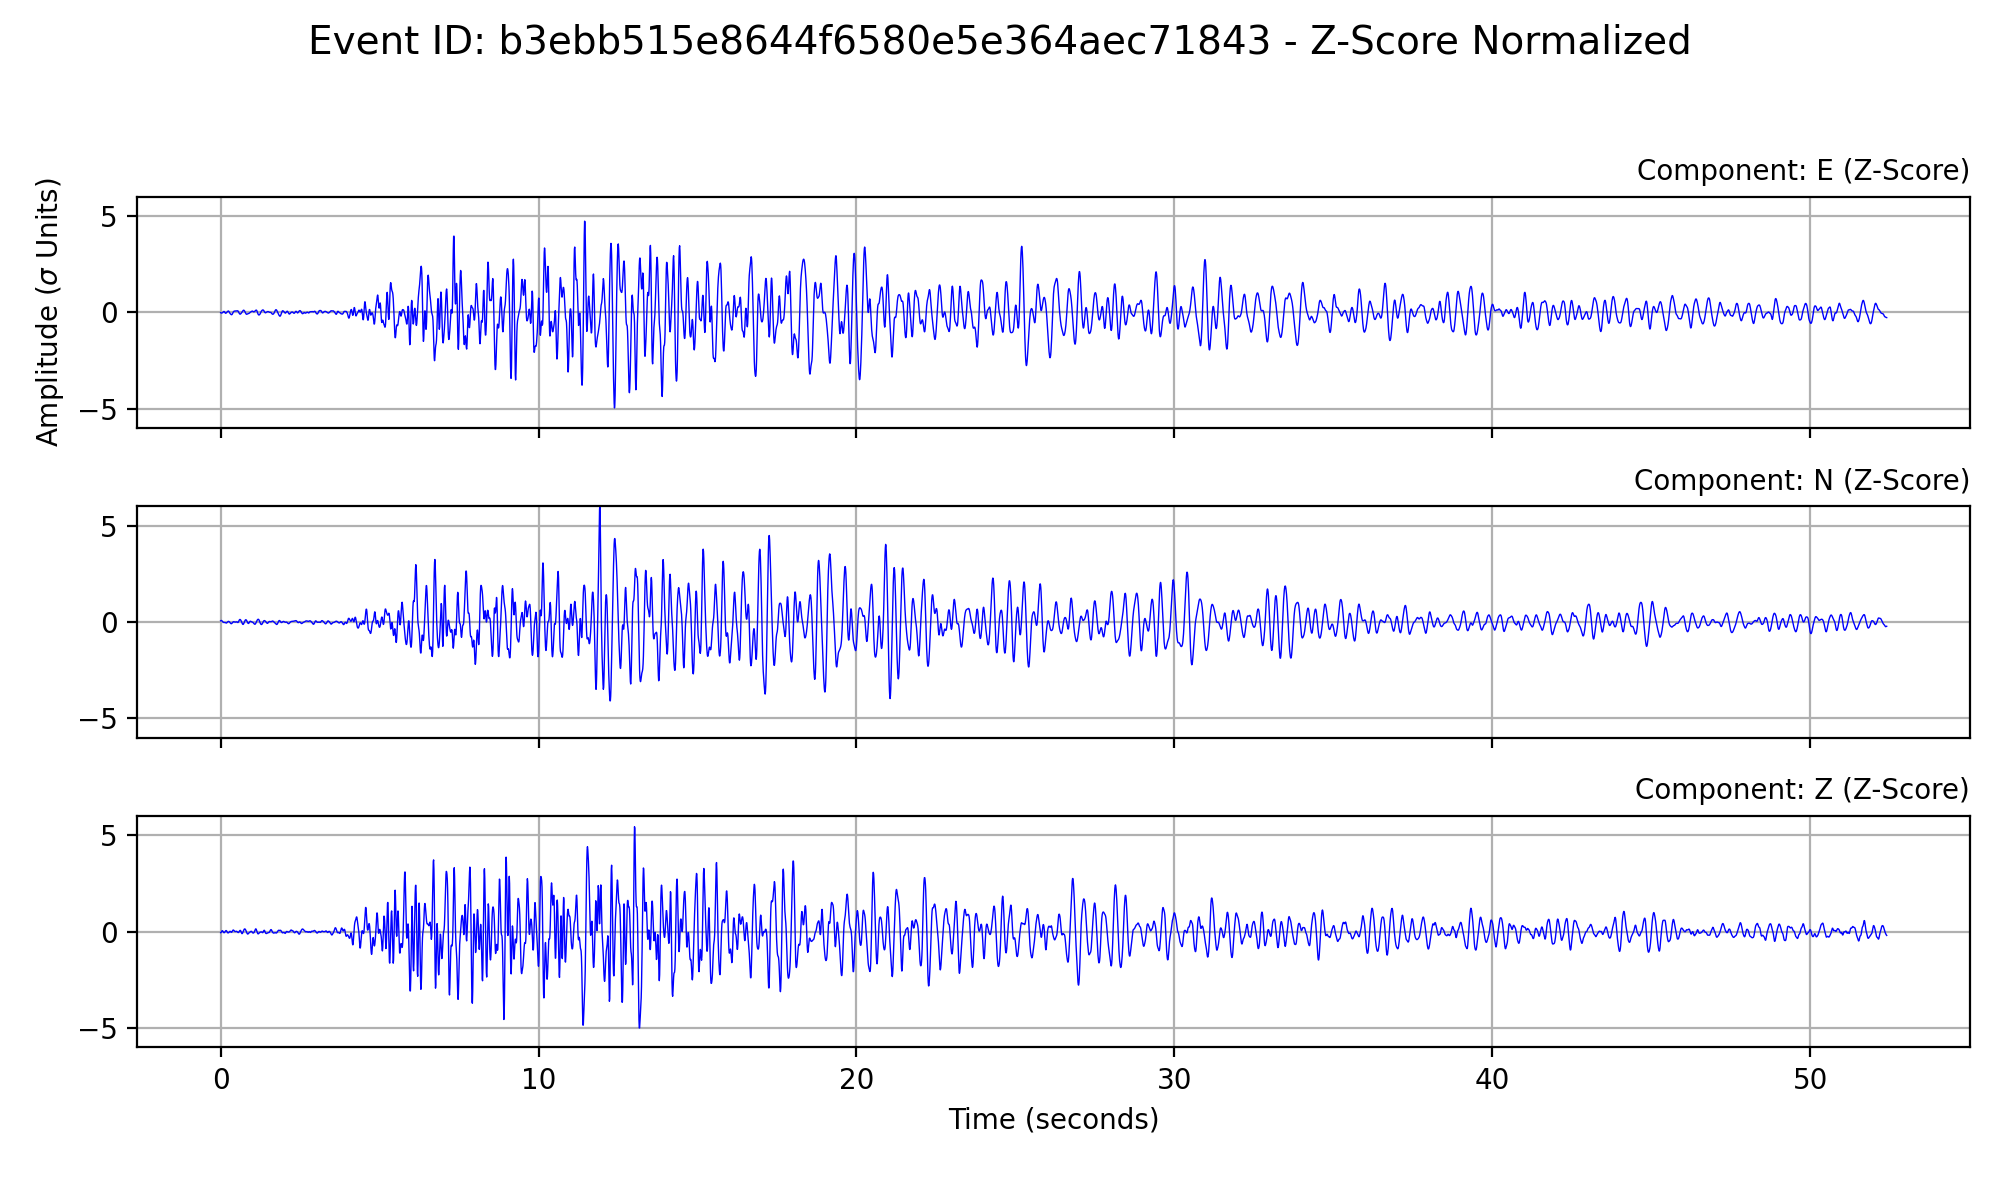 Event ID: b3ebb515e8644f6580e5e364aec71843 - Z-Score Normalized
Component: E (Z-Score)
Amplitude (σ Units)
5
0
−5
Component: N (Z-Score)
5
0
−5
Component: Z (Z-Score)
5
0
−5
0 10 20 30 40 50
Time (seconds)